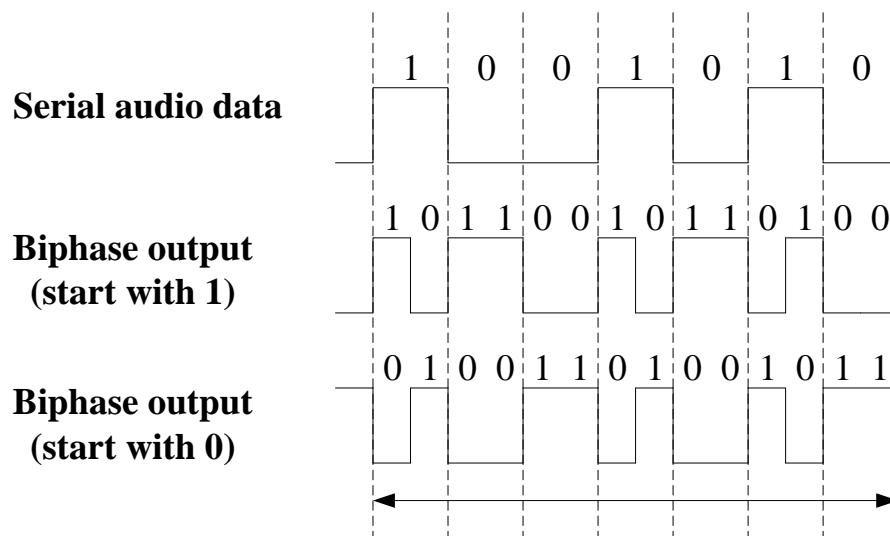 1 0 0 1 0 1 0
Serial audio data
1 0 1 1 0 0 1 0 1 1 0 1 0 0
Biphase output
(start with 1)
0 1 0 0 1 1 0 1 0 0 1 0 1 1
Biphase output
(start with 0)